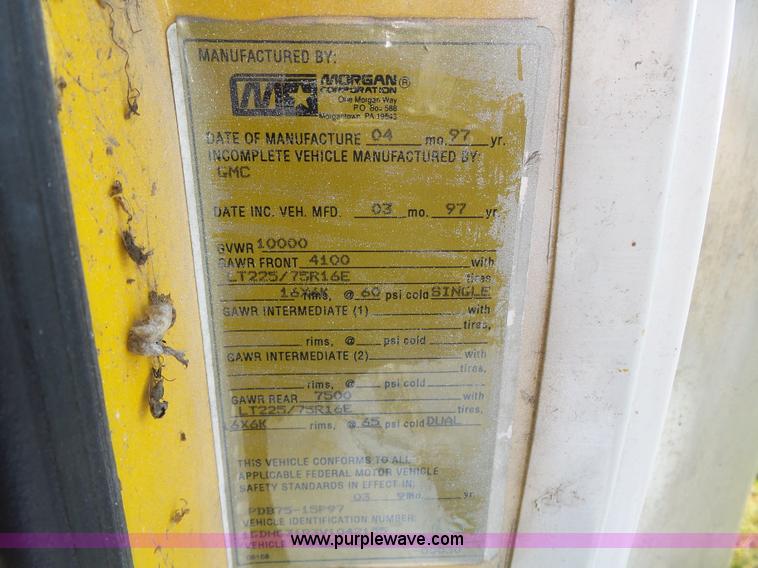 MANUFACTURED BY:
MORGAN®
CORPORATION
One Morgan Way
P.O. Box 588
Morgantown, PA 19543
DATE OF MANUFACTURE 04 mo. 97 yr.
INCOMPLETE VEHICLE MANUFACTURED BY:
GMC
DATE INC. VEH. MFD. 03 mo. 97 yr
GVWR 10000
GAWR FRONT 4100 with
LT225/75R16E tires
16X6K rims, @ 60 psi cold SINGLE
GAWR INTERMEDIATE (1) with
tires,
rims, @ psi cold
GAWR INTERMEDIATE (2) with
tires,
rims, @ psi cold
GAWR REAR 7500 with
LT225/75R16E tires,
16X6K rims, @ 65 psi cold DUAL
THIS VEHICLE CONFORMS TO ALL
APPLICABLE FEDERAL MOTOR VEHICLE
SAFETY STANDARDS IN EFFECT IN:
03 mo. yr.
VEHICLE IDENTIFICATION NUMBER:
VEHICLE
www.purplewave.com